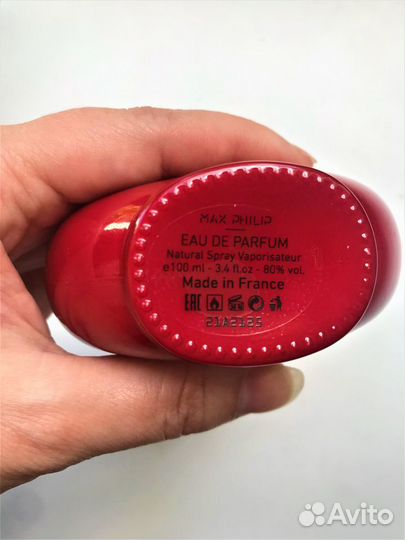 MAX PHILIP
EAU DE PARFUM
Natural Spray Vaporisateur
e100 ml - 3.4 fl.oz - 80% vol.
Made in France
EAC
Avito